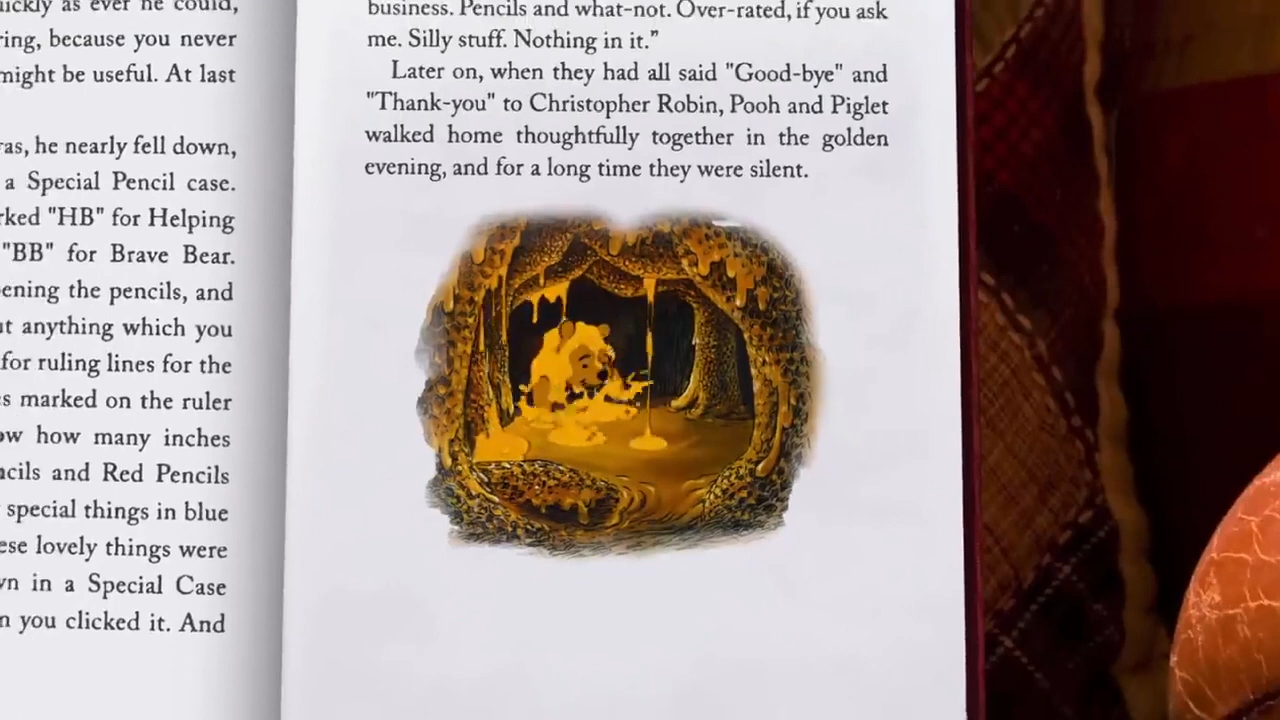 uickly as ever he could,
ring, because you never
might be useful. At last
ras, he nearly fell down,
a Special Pencil case.
rked "HB" for Helping
"BB" for Brave Bear.
ening the pencils, and
ut anything which you
for ruling lines for the
s marked on the ruler
ow how many inches
ncils and Red Pencils
special things in blue
ese lovely things were
wn in a Special Case
n you clicked it. And
business. Pencils and what-not. Over-rated, if you ask
me. Silly stuff. Nothing in it."
Later on, when they had all said "Good-bye" and
"Thank-you" to Christopher Robin, Pooh and Piglet
walked home thoughtfully together in the golden
evening, and for a long time they were silent.